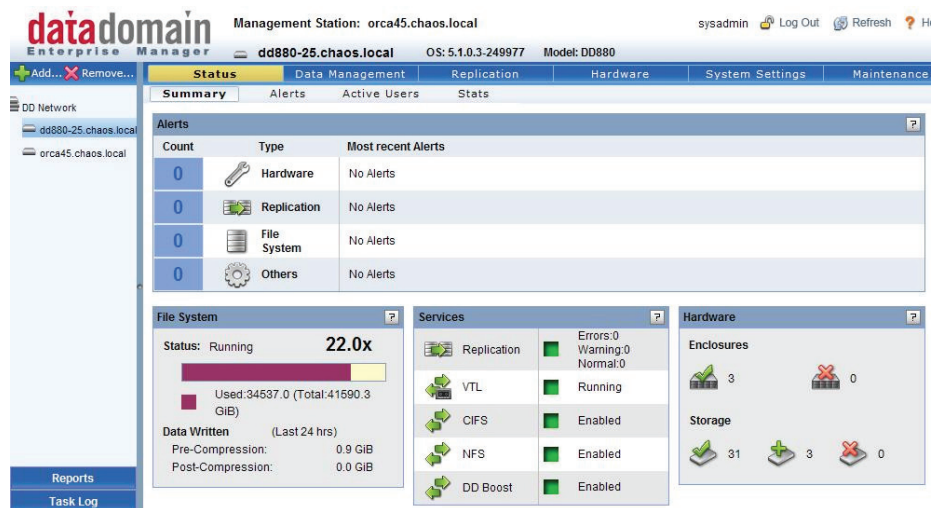 datadomain
Enterprise Manager
Management Station: orca45.chaos.local
sysadmin Log Out Refresh ? He
dd880-25.chaos.local OS: 5.1.0.3-249977 Model: DD880
Add... Remove...
Status Data Management Replication Hardware System Settings Maintenance
Summary Alerts Active Users Stats
DD Network
dd880-25.chaos.local
orca45.chaos.local
Alerts ?
Count Type Most recent Alerts
0 Hardware No Alerts
0 Replication No Alerts
0 File System No Alerts
0 Others No Alerts
File System ?
Status: Running 22.0x
Used:34537.0 (Total:41590.3
GiB)
Data Written (Last 24 hrs)
Pre-Compression: 0.9 GiB
Post-Compression: 0.0 GiB
Services ?
Replication Errors:0
Warning:0
Normal:0
VTL Running
CIFS Enabled
NFS Enabled
DD Boost Enabled
Hardware ?
Enclosures
3 0
Storage
31 3 0
Reports
Task Log